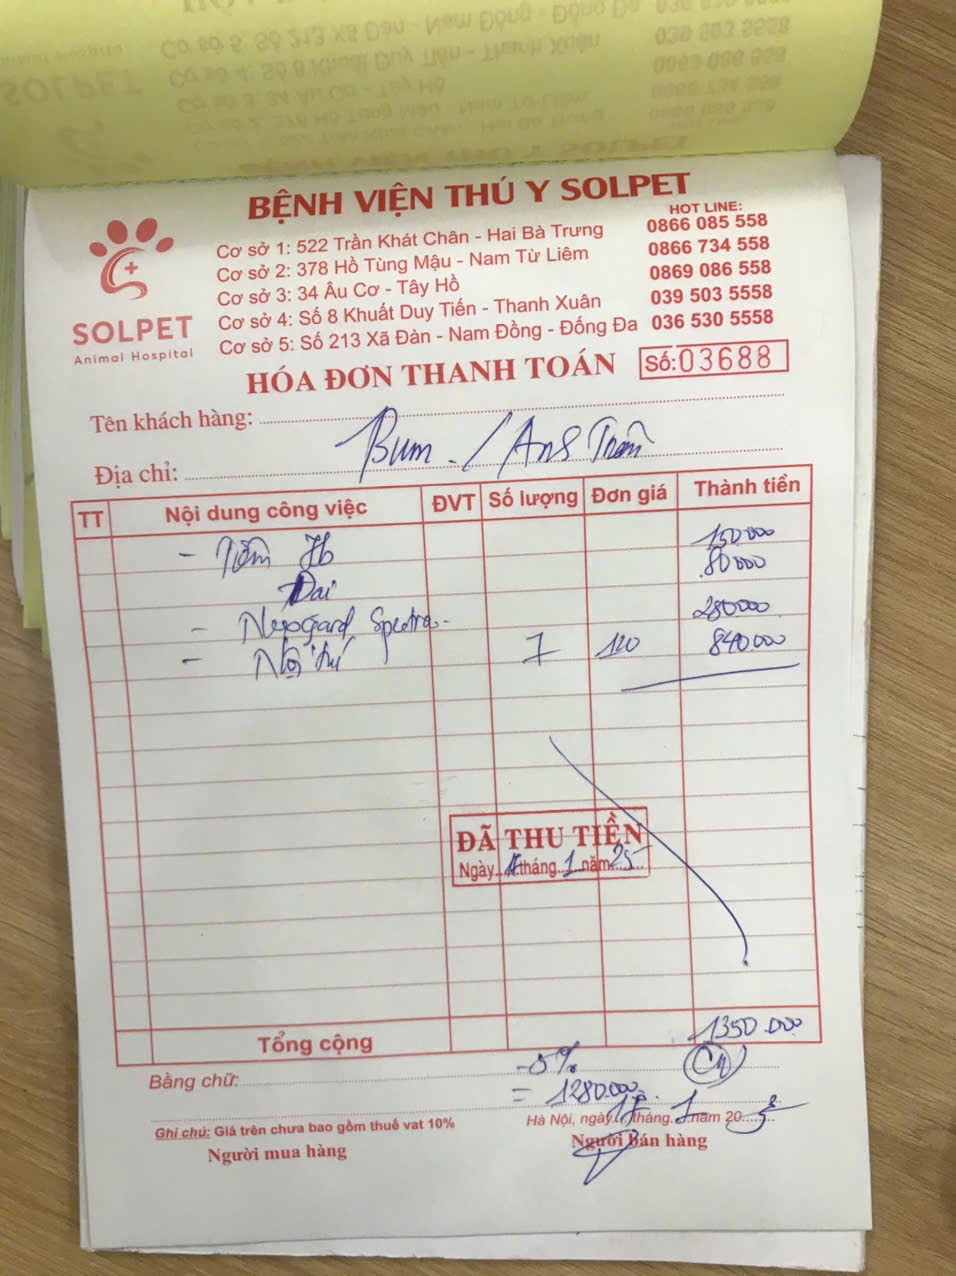 BỆNH VIỆN THÚ Y SOLPET
HOT LINE:
Cơ sở 1: 522 Trần Khát Chân - Hai Bà Trưng 0866 085 558
Cơ sở 2: 378 Hồ Tùng Mậu - Nam Từ Liêm 0866 734 558
Cơ sở 3: 34 Âu Cơ - Tây Hồ 0869 086 558
Cơ sở 4: Số 8 Khuất Duy Tiến - Thanh Xuân 039 503 5558
Cơ sở 5: Số 213 Xã Đàn - Nam Đồng - Đống Đa 036 530 5558
SOLPET
Animal Hospital
HÓA ĐƠN THANH TOÁN Số: 03688
Tên khách hàng:
Bum / Anh
Địa chỉ:
TT Nội dung công việc ĐVT Số lượng Đơn giá Thành tiền
- Tiêm 150000
Dại 80000
- Nexgard Spectra 280000
- Nội trú 7 120 840000
ĐÃ THU TIỀN
Ngày tháng 1 năm 25
Tổng cộng 1350.000
Bằng chữ: -5% CK
= 1280.000
Ghi chú: Giá trên chưa bao gồm thuế vat 10%
Hà Nội, ngày 17 tháng 1 năm 20 25
Người mua hàng Người bán hàng